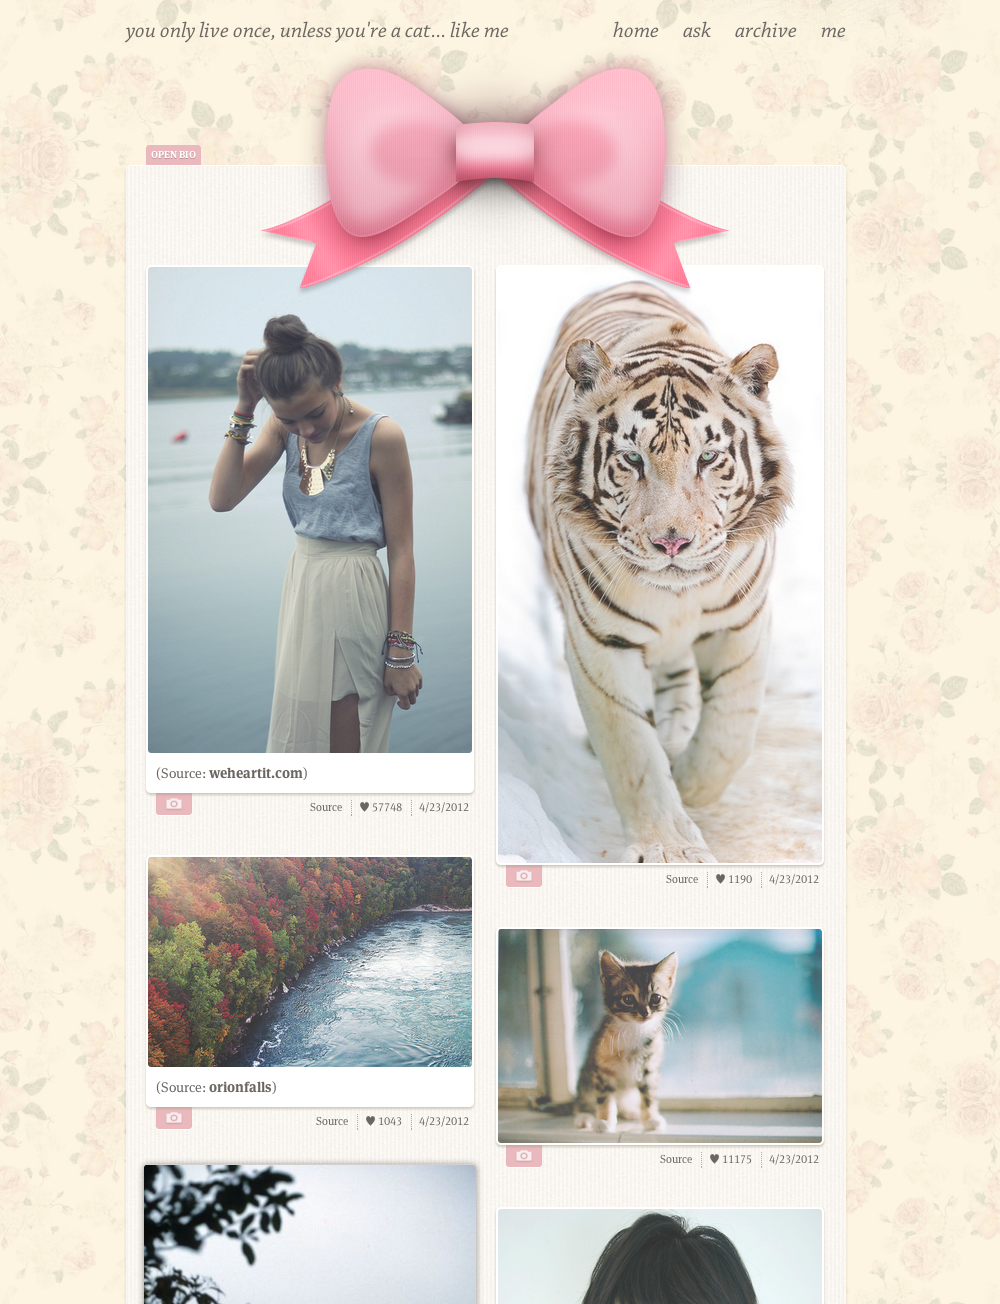 you only live once, unless you're a cat... like me
home ask archive me
OPEN BIO
(Source: weheartit.com)
Source ♥ 57748 4/23/2012
Source ♥ 1190 4/23/2012
(Source: orionfalls)
Source ♥ 1043 4/23/2012
Source ♥ 11175 4/23/2012